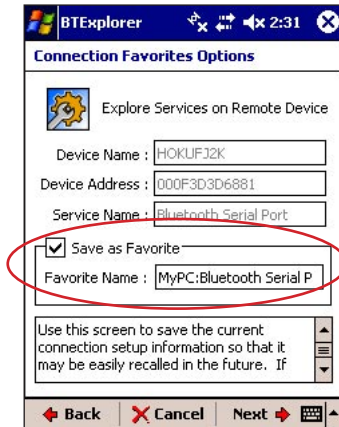 BTExplorer 2:31
Connection Favorites Options
Explore Services on Remote Device
Device Name : HOKUFJ2K
Device Address : 000F3D3D6881
Service Name : Bluetooth Serial Port
Save as Favorite
Favorite Name : MyPC:Bluetooth Serial P
Use this screen to save the current
connection setup information so that it
may be easily recalled in the future. If
Back Cancel Next